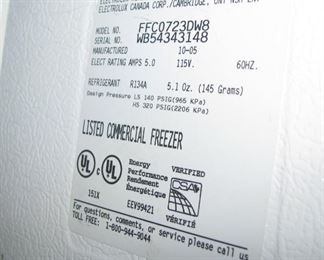 ELECTROLUX CANADA CORP./CAMBRIDGE, ONT N3H
MODEL NO. FFC0723DW8
SERIAL NO. WB54343148
MANUFACTURED 10-05
ELECT RATING AMPS 5.0 115V. 60HZ.
REFRIGERANT R134A 5.1 Oz. (145 Grams)
Design Pressure LS 140 PSIG(965 KPa)
HS 320 PSIG(2206 KPa)
LISTED COMMERCIAL FREEZER
UL C UL
151X
Energy
Performance
Rendement
Énergétique
EEV99421
VERIFIED
CSA
VÉRIFIÉ
For questions, comments, or service please call us
TOLL FREE: 1-800-944-9044